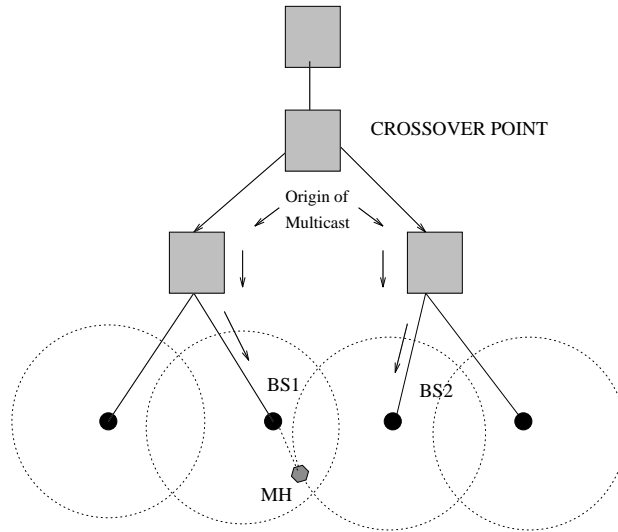 CROSSOVER POINT
Origin of
Multicast
BS1
BS2
MH